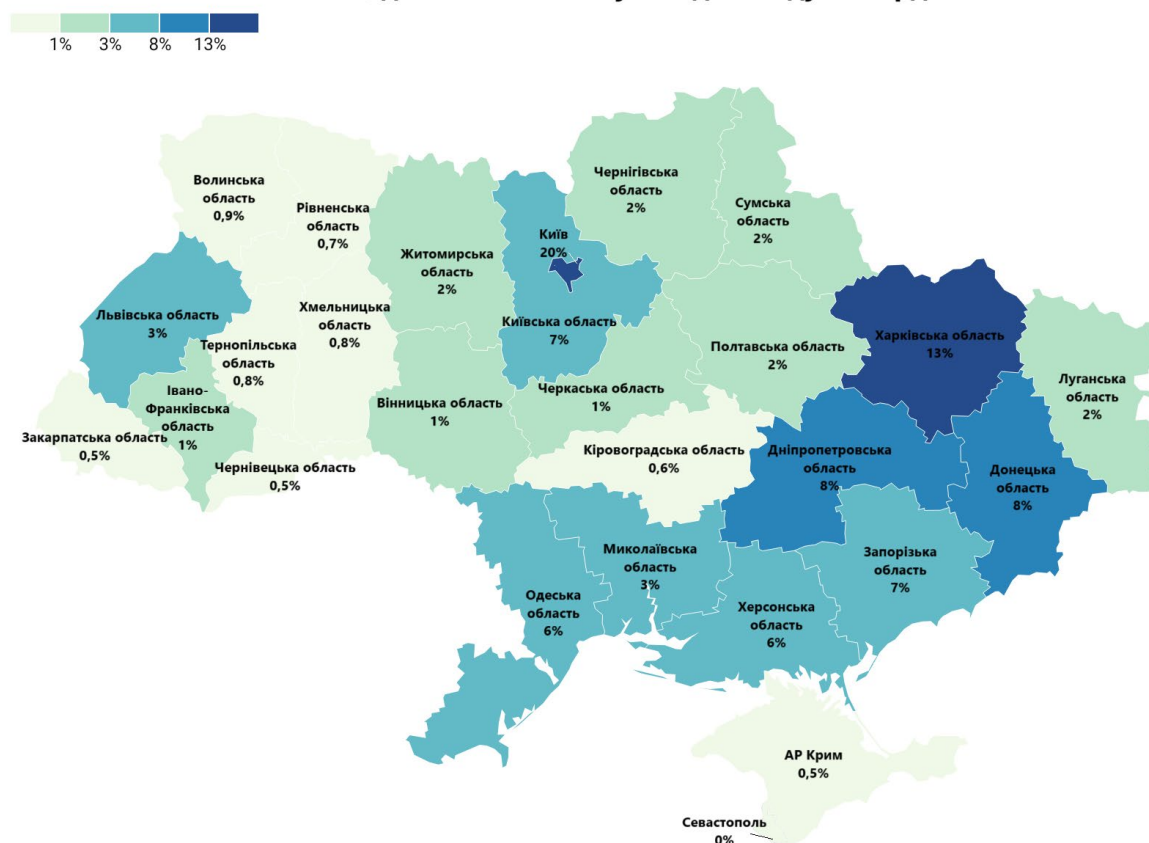 1% 3% 8% 13%
Волинська
область
0,9%
Рівненська
область
0,7%
Житомирська
область
2%
Київ
20%
Чернігівська
область
2%
Сумська
область
2%
Львівська область
3%
Тернопільська
область
0,8%
Хмельницька
область
0,8%
Київська область
7%
Полтавська область
2%
Харківська область
13%
Луганська
область
2%
Івано-
Франківська
область
1%
Вінницька область
1%
Черкаська область
1%
Закарпатська область
0,5%
Чернівецька область
0,5%
Кіровоградська область
0,6%
Дніпропетровська
область
8%
Донецька
область
8%
Одеська
область
6%
Миколаївська
область
3%
Херсонська
область
6%
Запорізька
область
7%
АР Крим
0,5%
Севастополь
0%